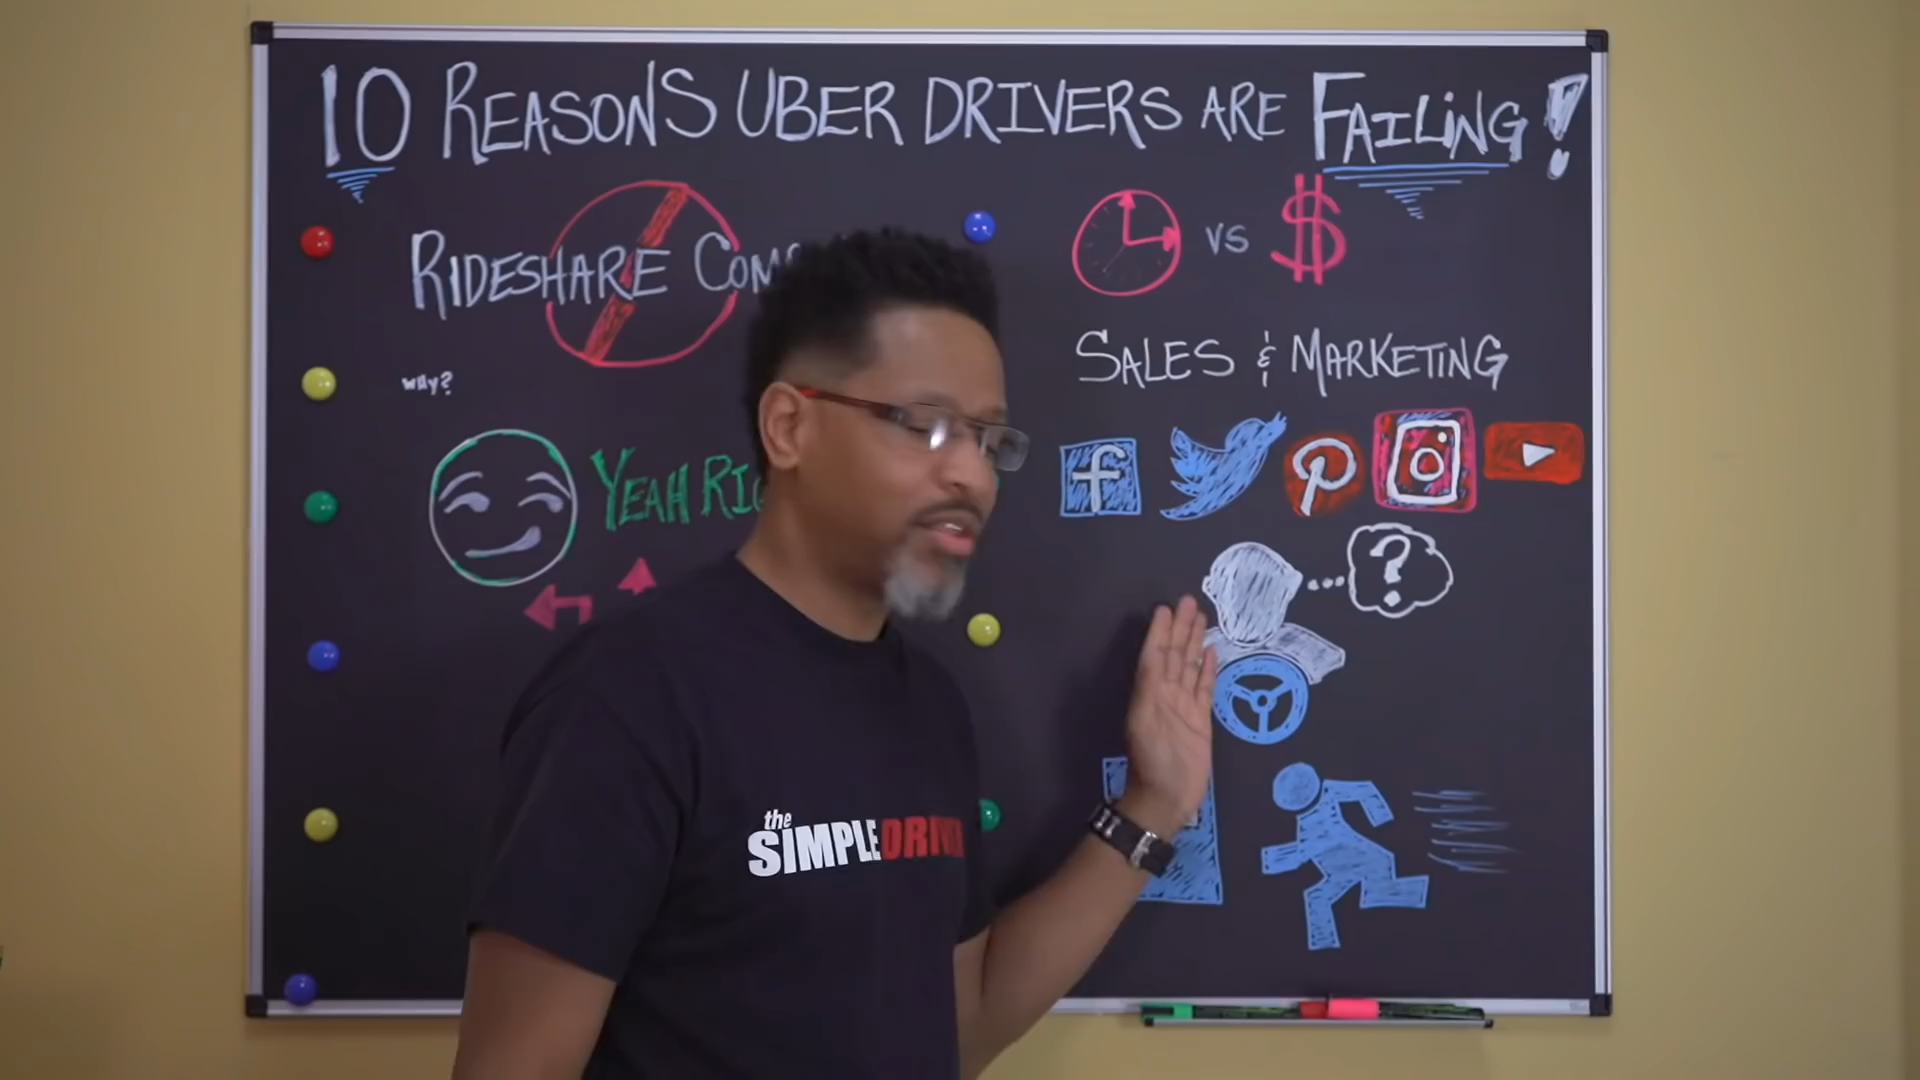 10 REASONS UBER DRIVERS ARE FAILING!
RIDESHARE
VS $
SALES & MARKETING
WHY?
YEAH
f
?
the
SIMPLE